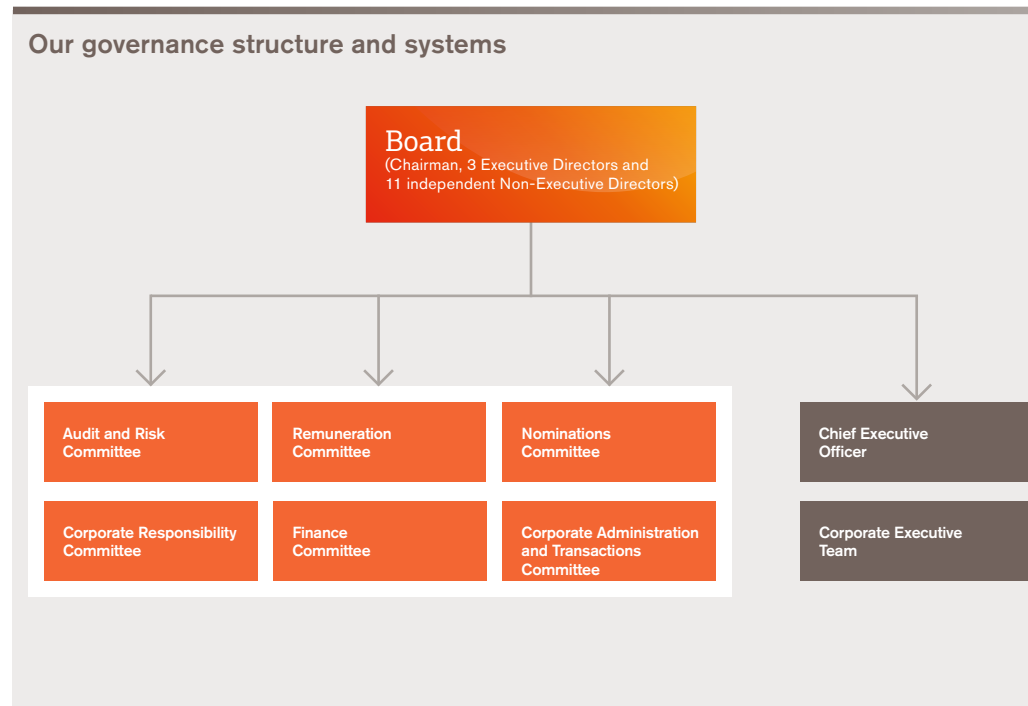 Our governance structure and systems
Board
(Chairman, 3 Executive Directors and
11 independent Non-Executive Directors)
Audit and Risk
Committee
Remuneration
Committee
Nominations
Committee
Chief Executive
Officer
Corporate Responsibility
Committee
Finance
Committee
Corporate Administration
and Transactions
Committee
Corporate Executive
Team